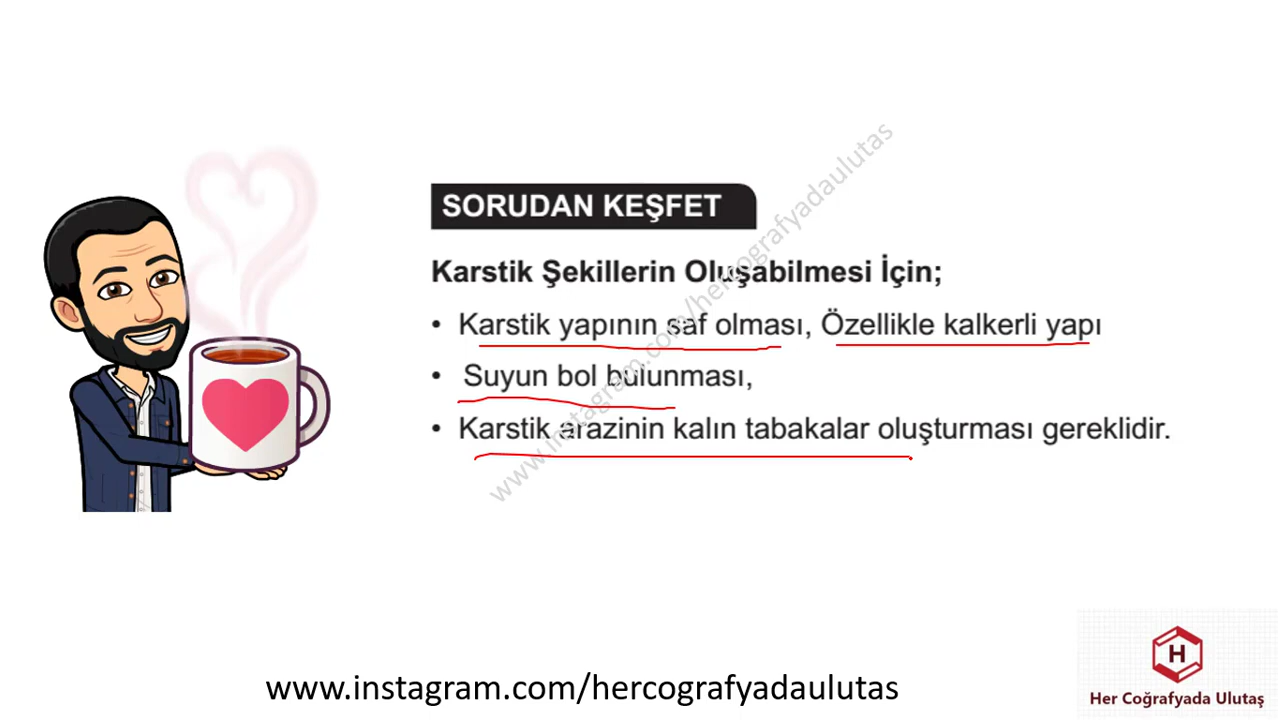 SORUDAN KEŞFET
Karstik Şekillerin Oluşabilmesi İçin;
• Karstik yapının saf olması, Özellikle kalkerli yapı
• Suyun bol bulunması,
• Karstik arazinin kalın tabakalar oluşturması gereklidir.
www.instagram.com/hercografyadaulutas
www.instagram.com/hercografyadaulutas
H
Her Coğrafyada Ulutaş